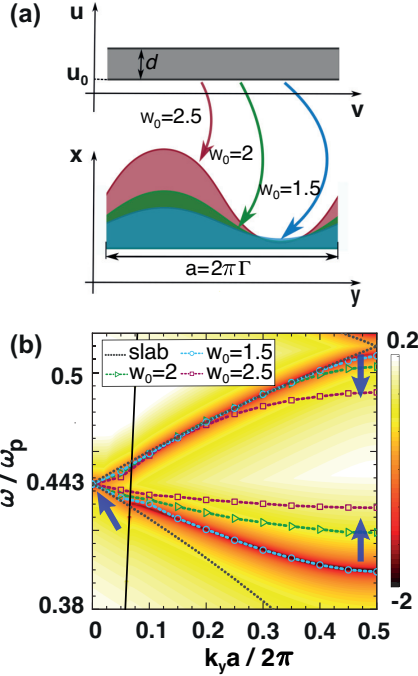 (a)
u
d
u₀
v
w₀=2.5
x
w₀=2
w₀=1.5
a=2πΓ
y
(b)
slab w₀=1.5
w₀=2 w₀=2.5
0.2
0.5
ω/ωₚ
0.443
0.38
-2
0 0.1 0.2 0.3 0.4 0.5
kᵧa/2π